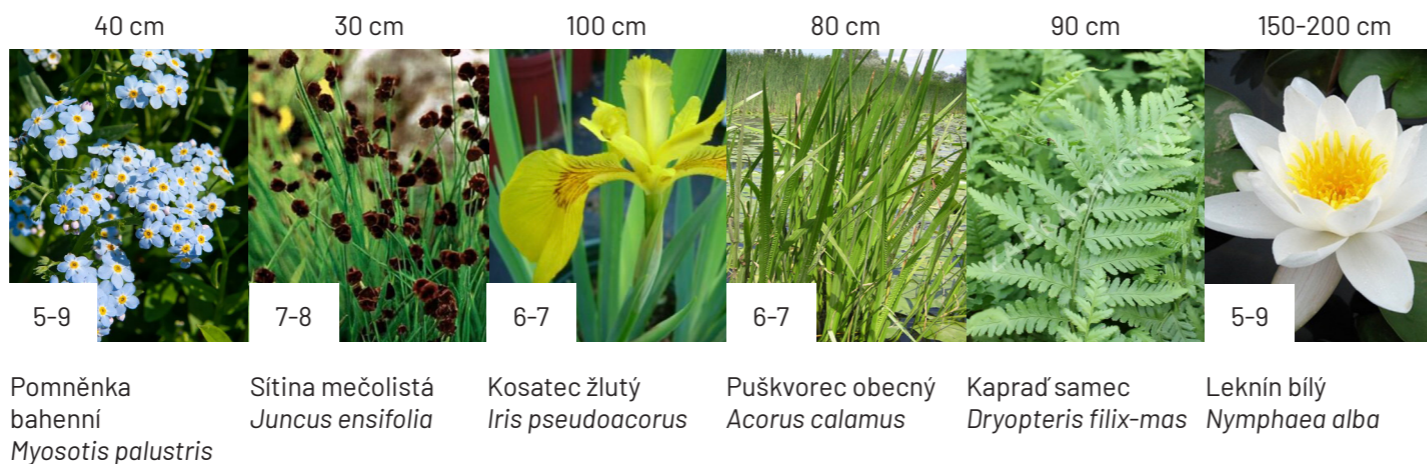 40 cm
30 cm
100 cm
80 cm
90 cm
150-200 cm
5-9
7-8
6-7
6-7
5-9
Pomněnka
bahenní
Myosotis palustris
Sítina mečolistá
Juncus ensifolia
Kosatec žlutý
Iris pseudoacorus
Puškvorec obecný
Acorus calamus
Kapraď samec
Dryopteris filix-mas
Leknín bílý
Nymphaea alba